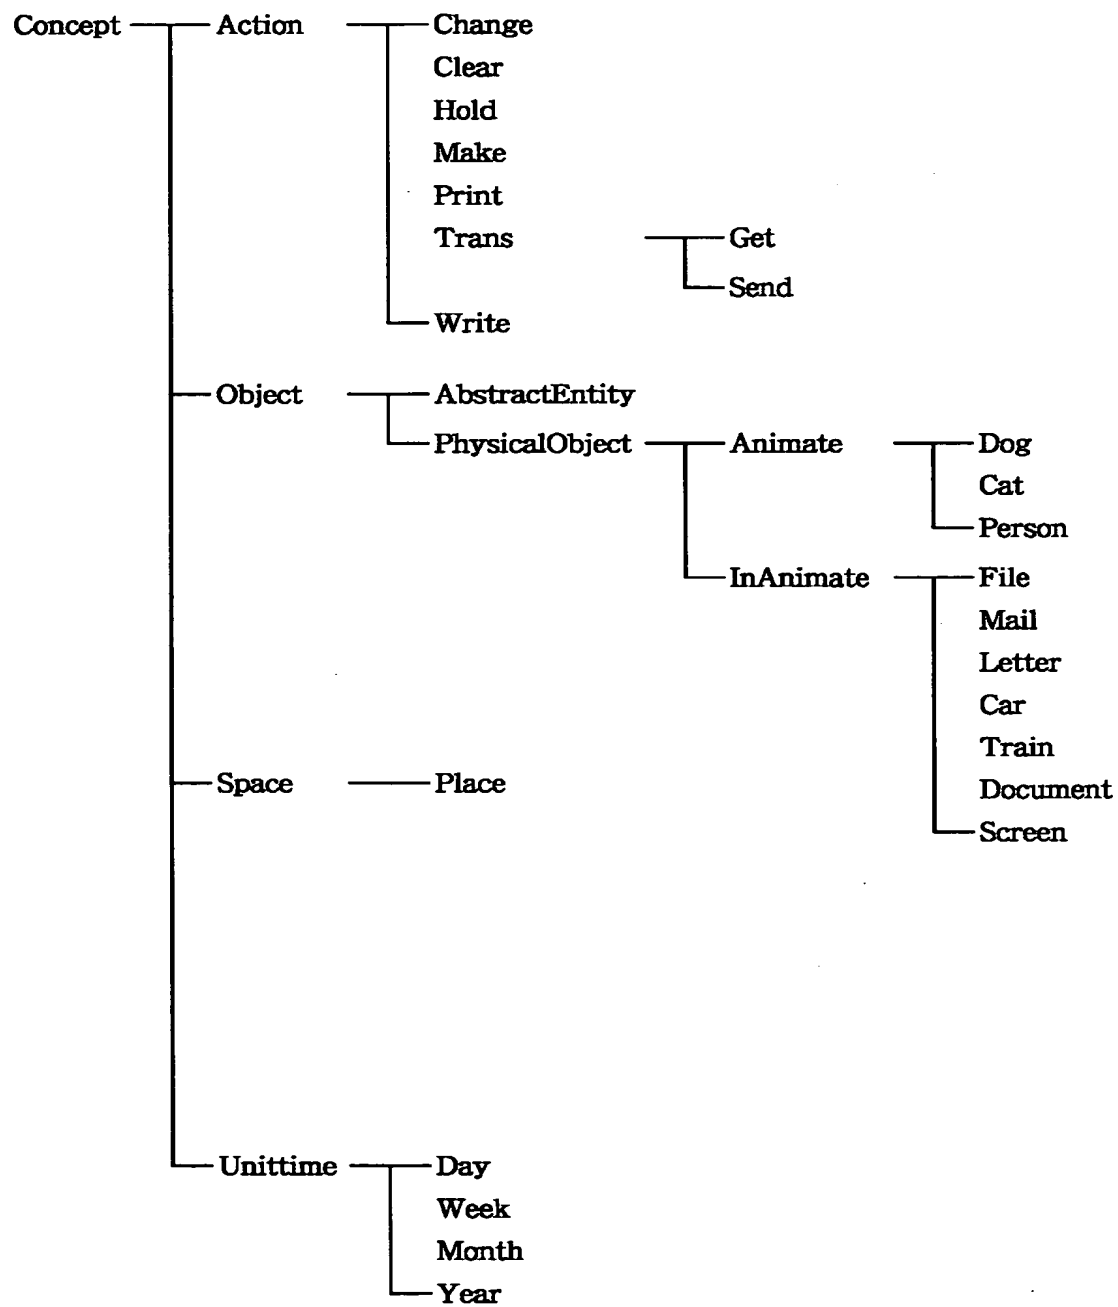 Concept Action Change
Clear
Hold
Make
Print
Trans Get
Send
Write
Object AbstractEntity
PhysicalObject Animate Dog
Cat
Person
InAnimate File
Mail
Letter
Car
Train
Space Place
Document
Screen
Unittime Day
Week
Month
Year